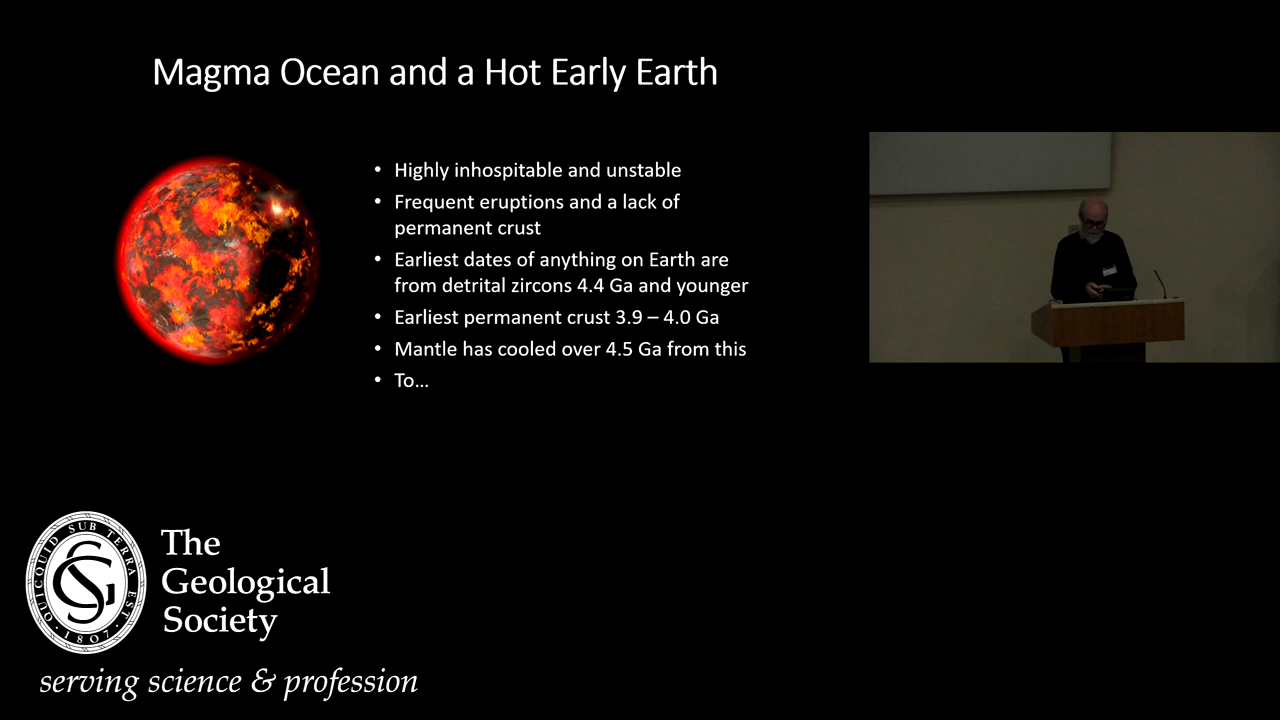 Magma Ocean and a Hot Early Earth
• Highly inhospitable and unstable
• Frequent eruptions and a lack of
permanent crust
• Earliest dates of anything on Earth are
from detrital zircons 4.4 Ga and younger
• Earliest permanent crust 3.9 – 4.0 Ga
• Mantle has cooled over 4.5 Ga from this
• To...
QUICQUID SUB TERRA EST
· 1807 ·
The
Geological
Society
serving science & profession